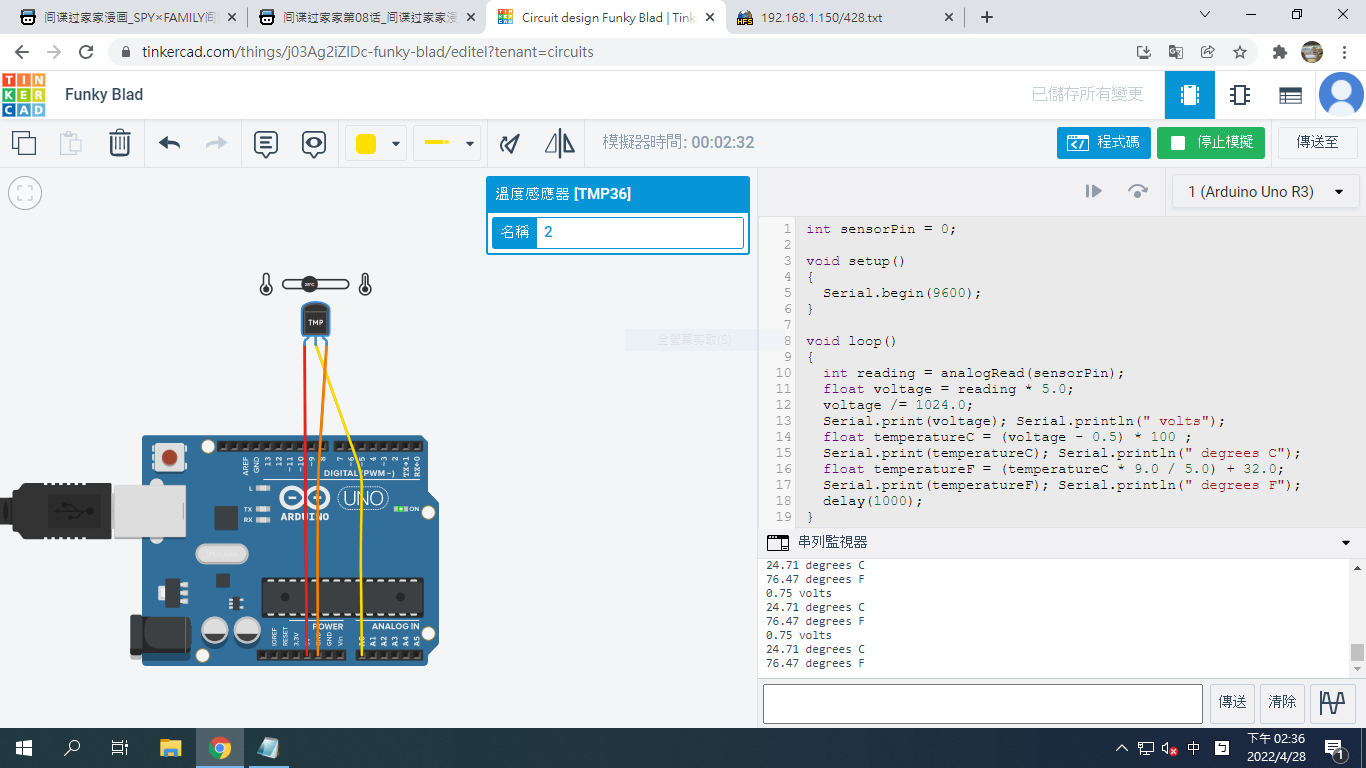 间谍过家家漫画_SPY×FAMILY间
间谍过家家第08话_间谍过家家漫
Circuit design Funky Blad | Tink
192.168.1.150/428.txt
tinkercad.com/things/j03Ag2iZIDc-funky-blad/editel?tenant=circuits
TINKERCAD
Funky Blad
已儲存所有變更
模擬器時間: 00:02:32
程式碼
停止模擬
傳送至
溫度感應器 [TMP36]
名稱
2
1 (Arduino Uno R3)
全螢幕剪取(S)
TMP
1 int sensorPin = 0;
2
3 void setup()
4 {
5 Serial.begin(9600);
6 }
7
8 void loop()
9 {
10 int reading = analogRead(sensorPin);
11 float voltage = reading * 5.0;
12 voltage /= 1024.0;
13 Serial.print(voltage); Serial.println(" volts");
14 float temperatureC = (voltage - 0.5) * 100 ;
15 Serial.print(temperatureC); Serial.println(" degrees C");
16 float temperatureF = (temperatureC * 9.0 / 5.0) + 32.0;
17 Serial.print(temperatureF); Serial.println(" degrees F");
18 delay(1000);
19 }
AREF
GND
13
12
~11
~10
~9
8
7
~6
~5
4
~3
2
TX→1
RX←0
DIGITAL (PWM~)
L
TX
RX
UNO
ARDUINO
ON
POWER
ANALOG IN
IOREF
RESET
3.3V
GND
Vin
A1
A2
A3
A4
A5
串列監視器
24.71 degrees C
76.47 degrees F
0.75 volts
24.71 degrees C
76.47 degrees F
0.75 volts
24.71 degrees C
76.47 degrees F
傳送
清除
中
下午 02:36
2022/4/28
1